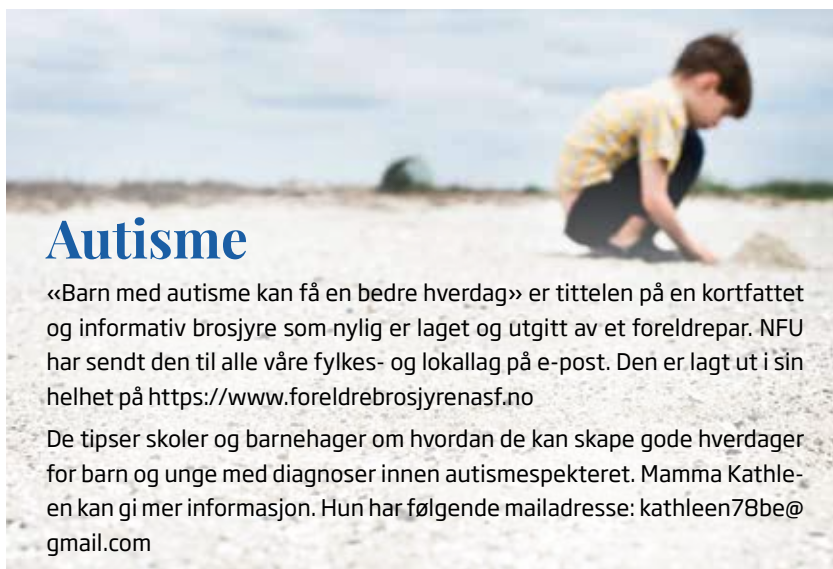 Autisme
«Barn med autisme kan få en bedre hverdag» er tittelen på en kortfattet
og informativ brosjyre som nylig er laget og utgitt av et foreldrepar. NFU
har sendt den til alle våre fylkes- og lokallag på e-post. Den er lagt ut i sin
helhet på https://www.foreldrebrosjyrenasf.no
De tipser skoler og barnehager om hvordan de kan skape gode hverdager
for barn og unge med diagnoser innen autismespekteret. Mamma Kathle-
en kan gi mer informasjon. Hun har følgende mailadresse: kathleen78be@
gmail.com